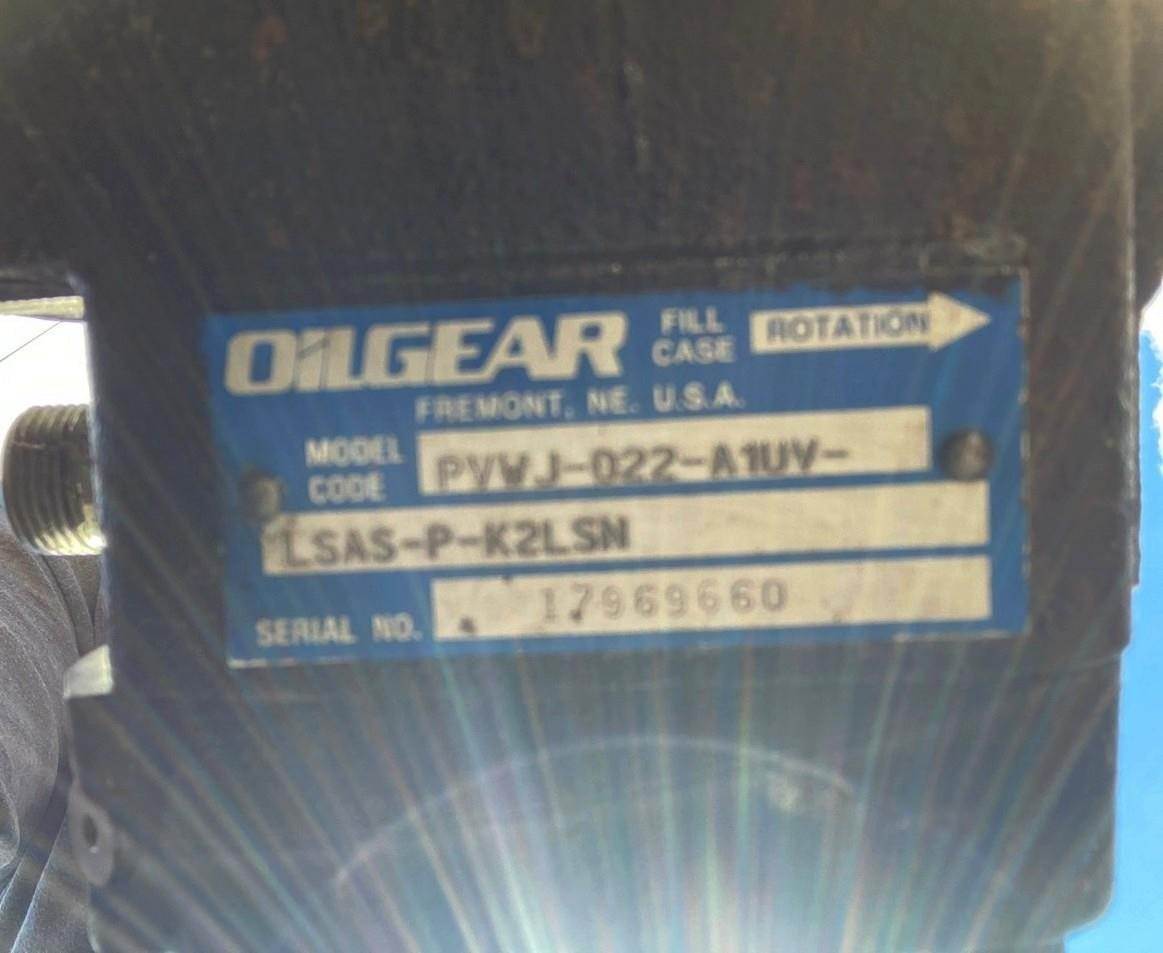 OILGEAR
FILL CASE
ROTATION
FREMONT, NE. U.S.A.
MODEL CODE
PVWJ-022-A1UV-
LSAS-P-K2LSN
SERIAL NO.
17969660